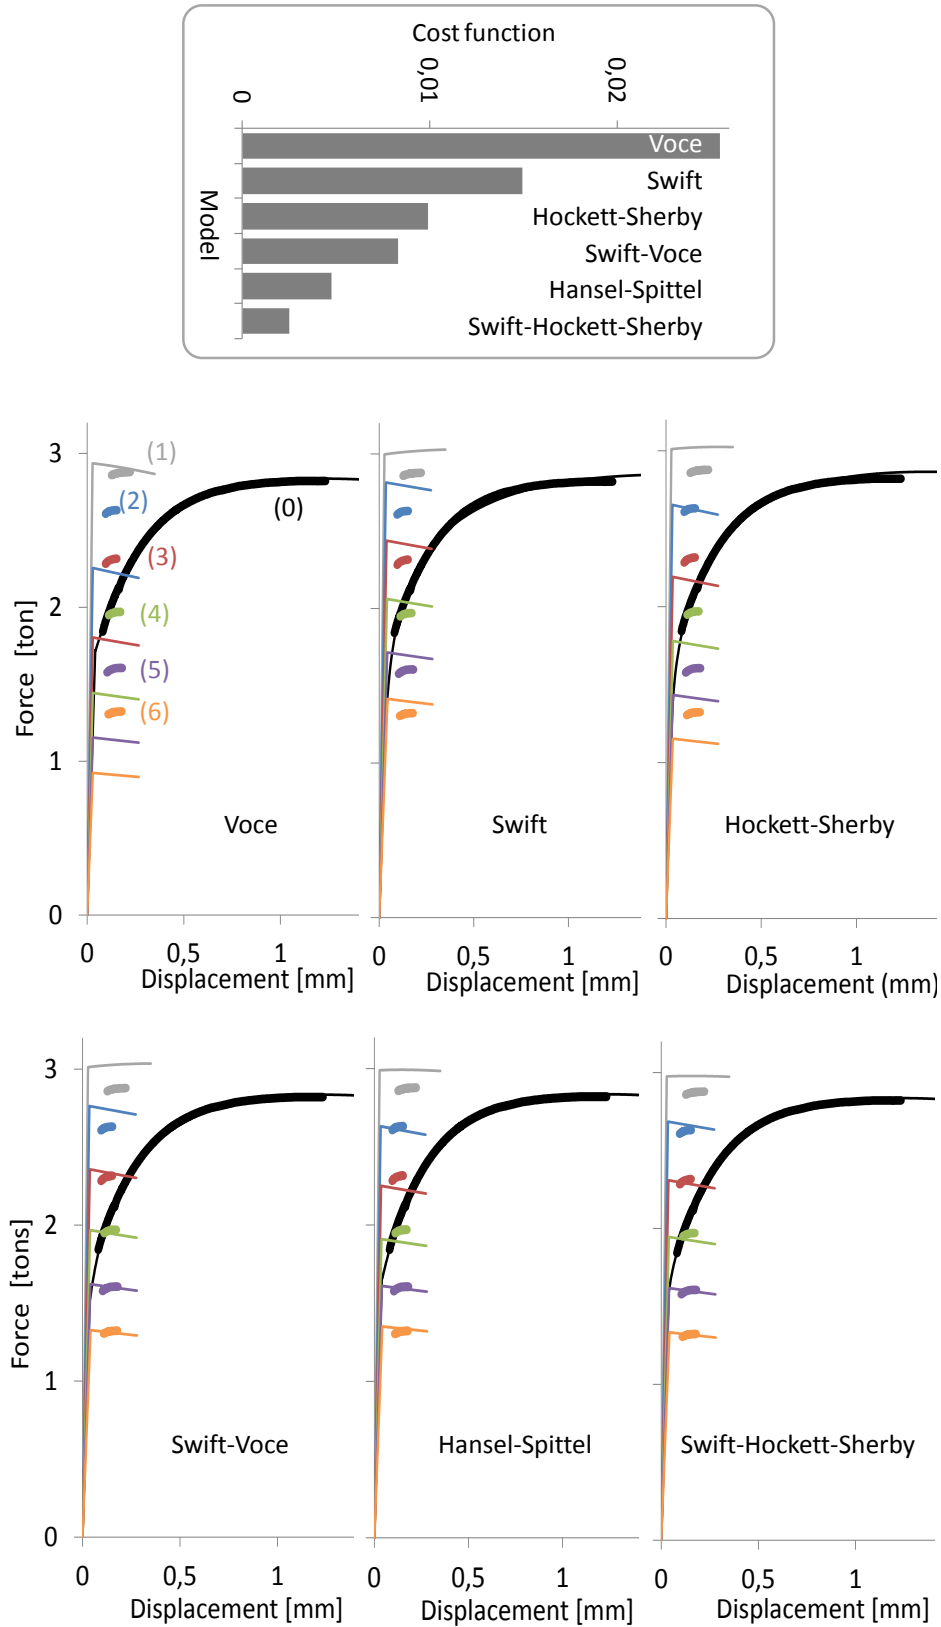 Cost function
0
0,01
0,02
Model
Voce
Swift
Hockett-Sherby
Swift-Voce
Hansel-Spittel
Swift-Hockett-Sherby
Force [ton]
3
2
1
0
(1)
(2)
(0)
(3)
(4)
(5)
(6)
Voce
Swift
Hockett-Sherby
0 0,5 1
0 0,5 1
0 0,5 1
Displacement [mm]
Displacement [mm]
Displacement (mm)
Force [tons]
3
2
1
0
Swift-Voce
Hansel-Spittel
Swift-Hockett-Sherby
0 0,5 1
0 0,5 1
0 0,5 1
Displacement [mm]
Displacement [mm]
Displacement [mm]